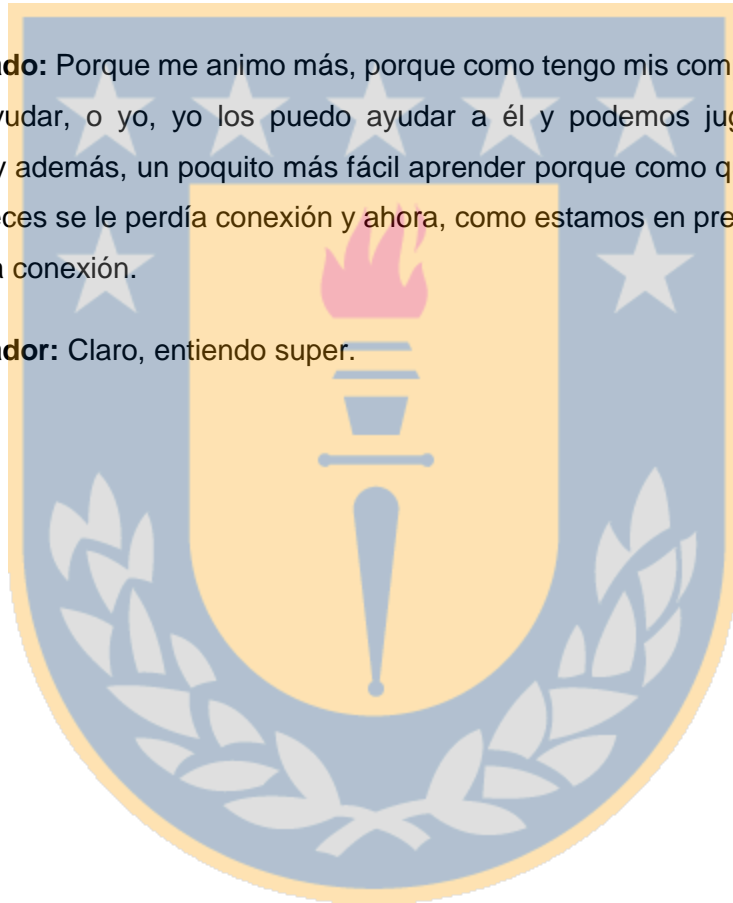 ado: Porque me animo más, porque como tengo mis com
yudar, o yo, yo los puedo ayudar a él y podemos jug
y además, un poquito más fácil aprender porque como q
eces se le perdía conexión y ahora, como estamos en pre
a conexión.
ador: Claro, entiendo super.